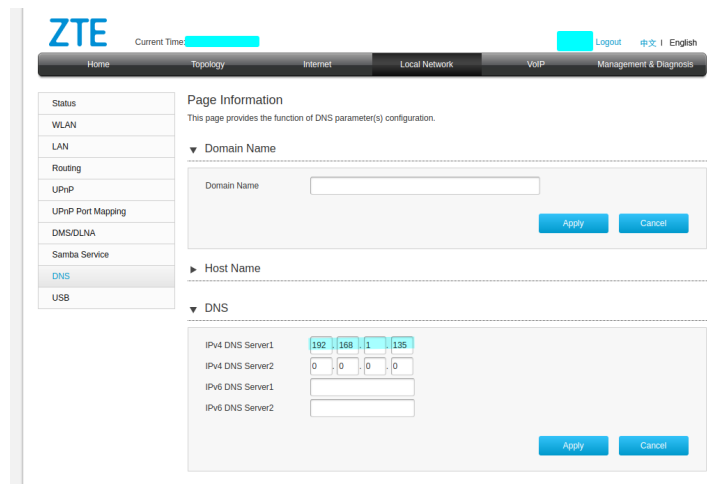 ZTE
Current Time:
Logout 中文 | English
Home Topology Internet Local Network VoIP Management & Diagnosis
Status
WLAN
LAN
Routing
UPnP
UPnP Port Mapping
DMS/DLNA
Samba Service
DNS
USB
Page Information
This page provides the function of DNS parameter(s) configuration.
Domain Name
Domain Name
Apply Cancel
Host Name
DNS
IPv4 DNS Server1 192 . 168 . 1 . 135
IPv4 DNS Server2 0 . 0 . 0 . 0
IPv6 DNS Server1
IPv6 DNS Server2
Apply Cancel